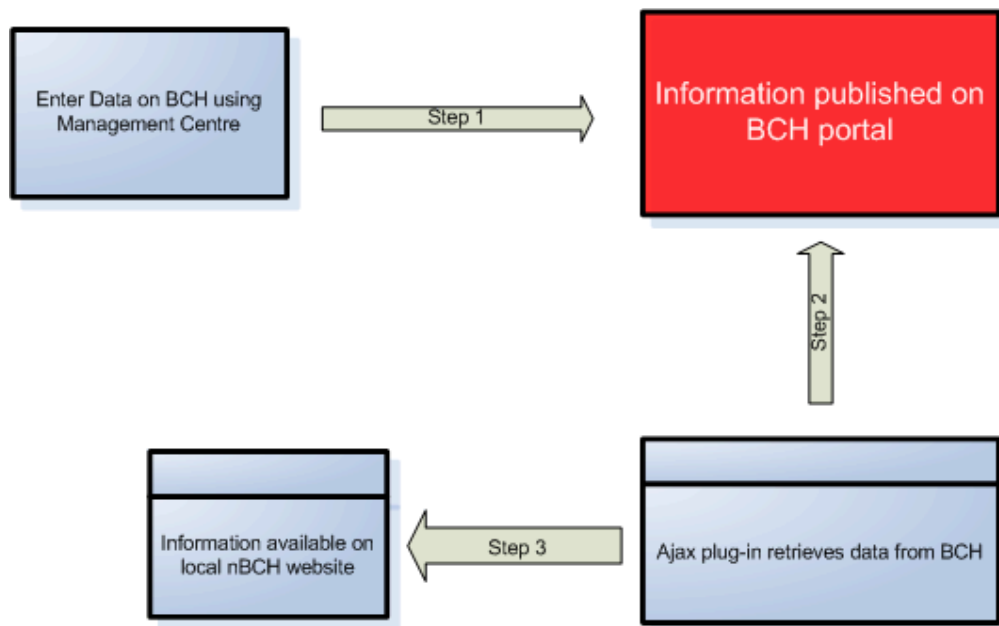 Enter Data on BCH using
Management Centre
Step 1
Information published on
BCH portal
Step 2
Ajax plug-in retrieves data from BCH
Step 3
Information available on
local nBCH website